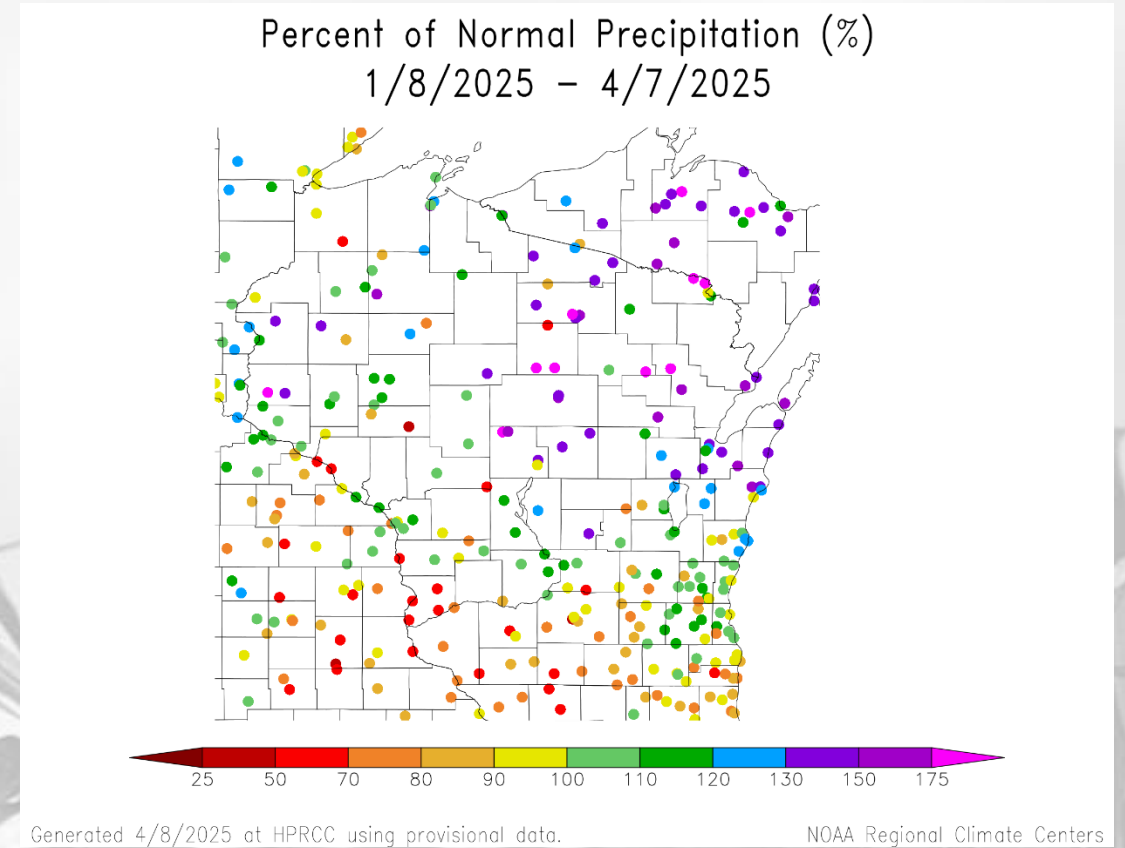 Percent of Normal Precipitation (%)
1/8/2025 – 4/7/2025
25 50 70 80 90 100 110 120 130 150 175
Generated 4/8/2025 at HPRCC using provisional data.
NOAA Regional Climate Centers